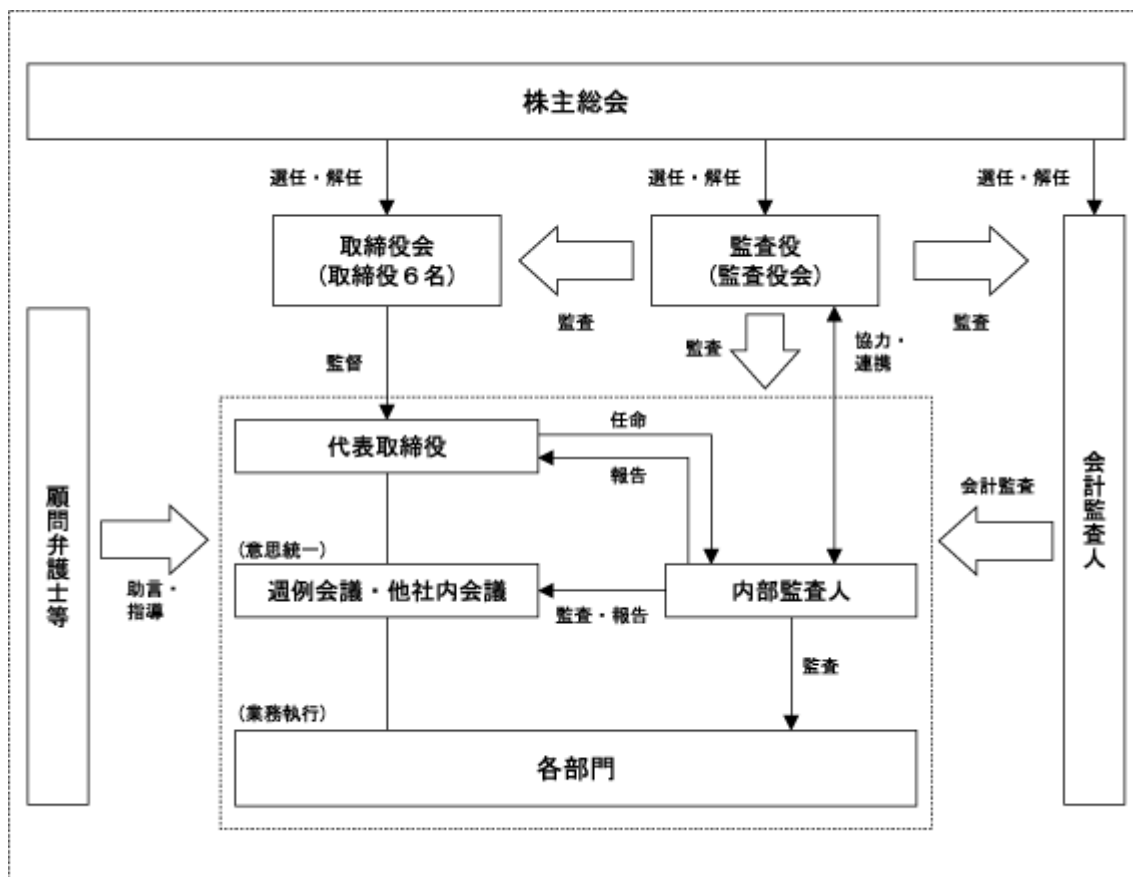 株主総会
選任・解任
選任・解任
選任・解任
取締役会
（取締役６名）
監査役
（監査役会）
監査
監査
監査
監督
協力・
連携
代表取締役
任命
報告
顧問弁護士等
助言・
指導
会計監査人
会計監査
(意思統一)
週例会議・他社内会議
監査・報告
内部監査人
監査
(業務執行)
各部門